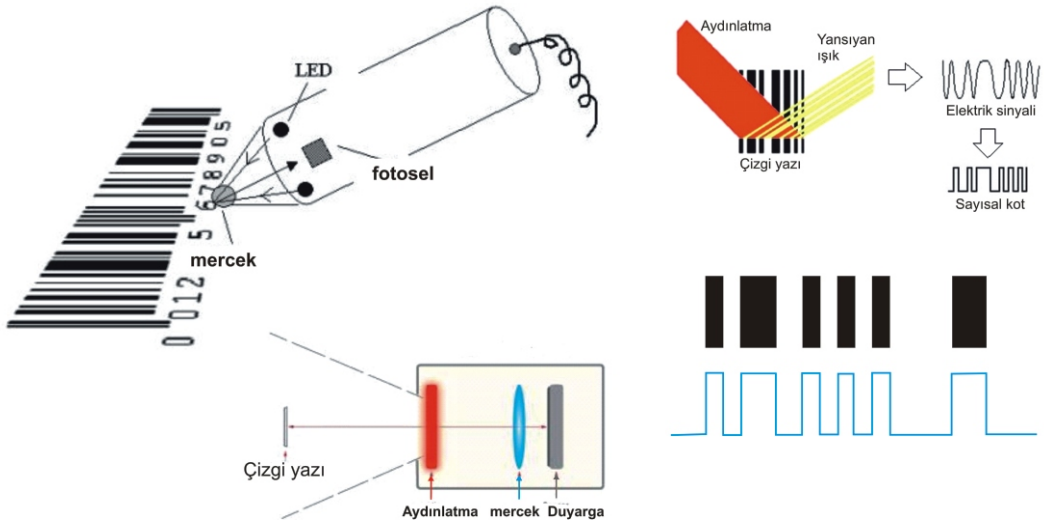 LED
fotosel
mercek
0 012 5 678905
Aydınlatma
Yansıyan
ışık
Elektrik sinyali
Çizgi yazı
Sayısal kot
Çizgi yazı
Aydınlatma mercek Duyarga